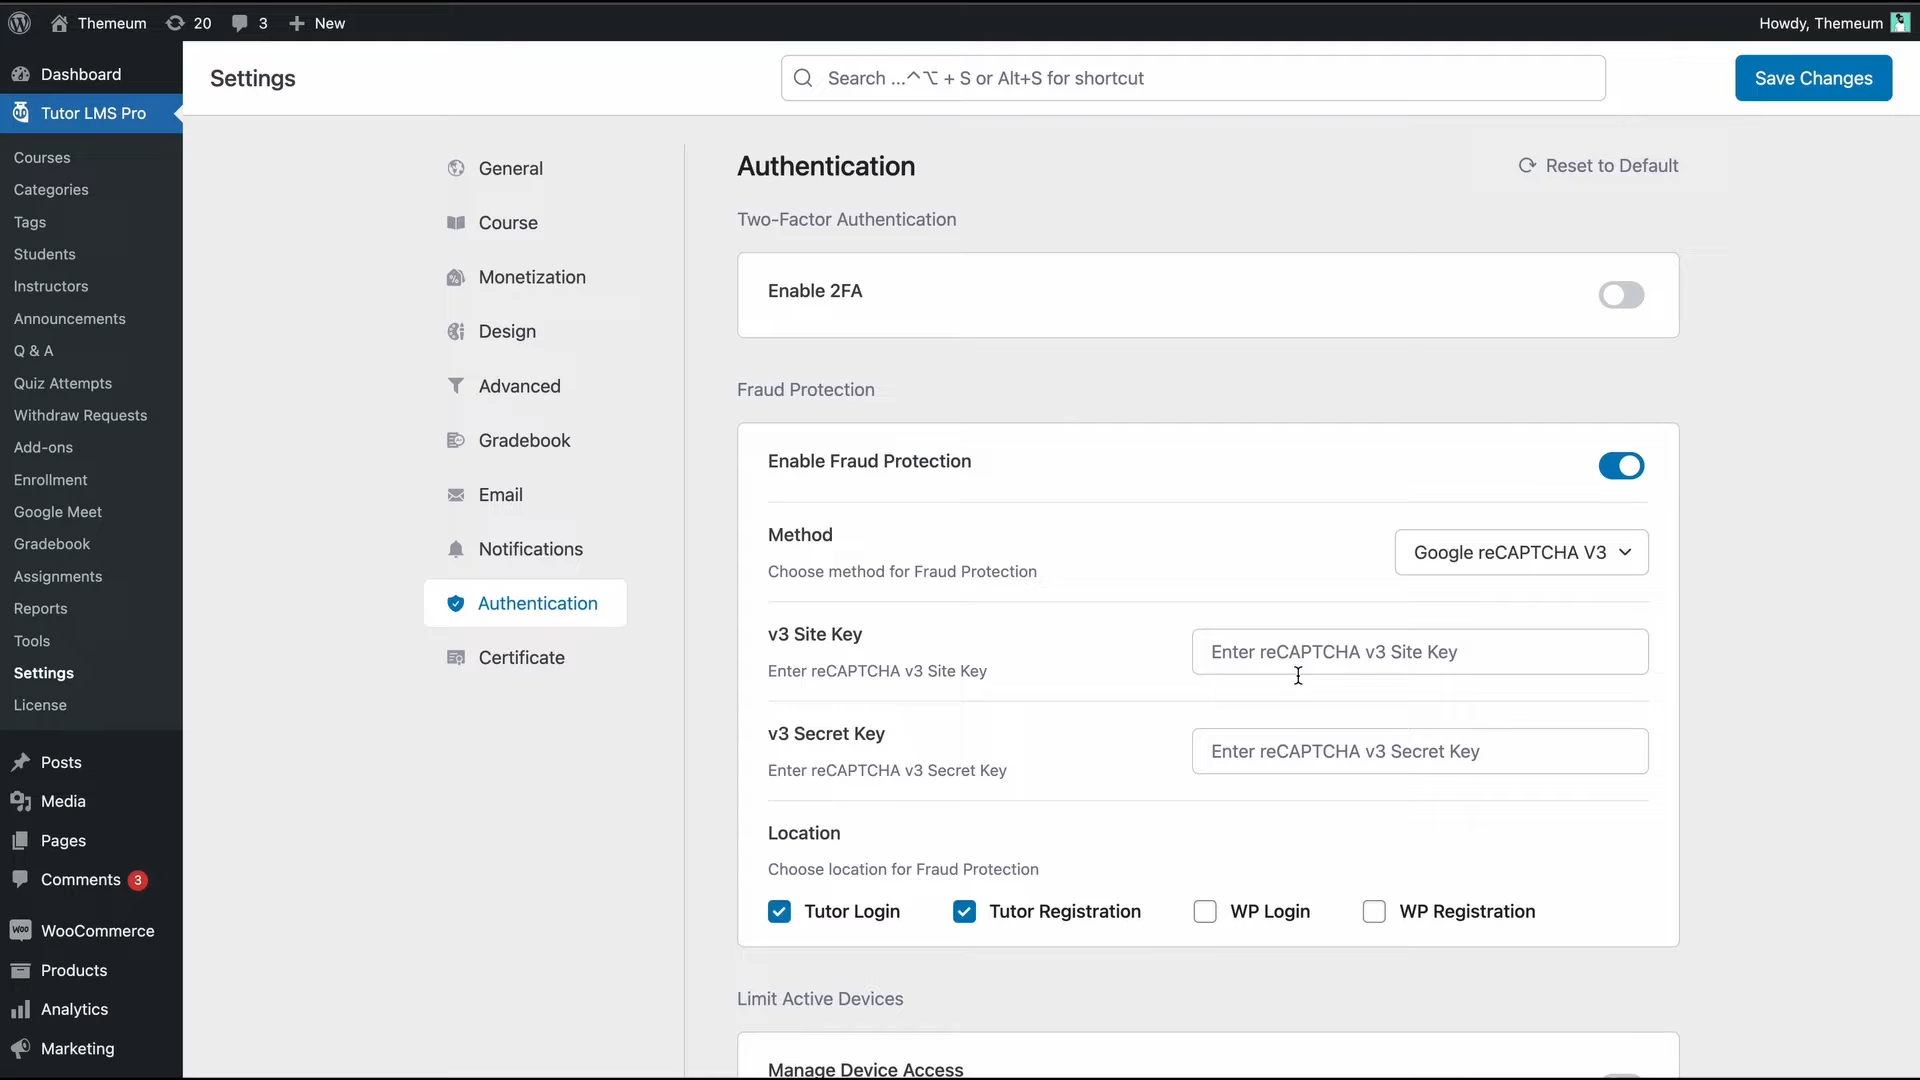 Themeum
20
3
New
Howdy, Themeum
Dashboard
Tutor LMS Pro
Courses
Categories
Tags
Students
Instructors
Announcements
Q & A
Quiz Attempts
Withdraw Requests
Add-ons
Enrollment
Google Meet
Gradebook
Assignments
Reports
Tools
Settings
License
Posts
Media
Pages
Comments 3
WooCommerce
Products
Analytics
Marketing
Settings
Search ...^⌥ + S or Alt+S for shortcut
Save Changes
General
Course
Monetization
Design
Advanced
Gradebook
Email
Notifications
Authentication
Certificate
Authentication
Reset to Default
Two-Factor Authentication
Enable 2FA
Fraud Protection
Enable Fraud Protection
Method
Choose method for Fraud Protection
Google reCAPTCHA V3
v3 Site Key
Enter reCAPTCHA v3 Site Key
Enter reCAPTCHA v3 Site Key
v3 Secret Key
Enter reCAPTCHA v3 Secret Key
Enter reCAPTCHA v3 Secret Key
Location
Choose location for Fraud Protection
Tutor Login
Tutor Registration
WP Login
WP Registration
Limit Active Devices
Manage Device Access